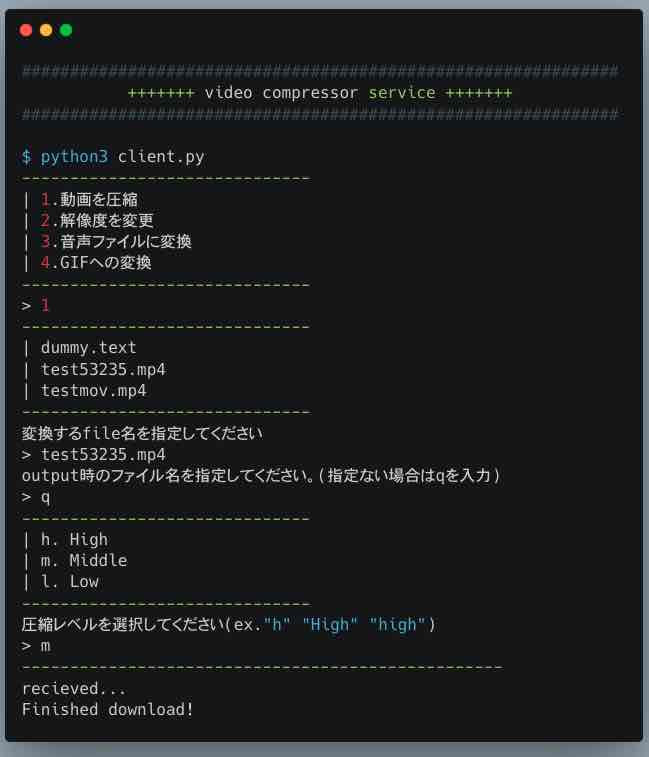 ##############################################################
+++++++ video compressor service +++++++
##############################################################
$ python3 client.py
------------------------------
| 1.動画を圧縮
| 2.解像度を変更
| 3.音声ファイルに変換
| 4.GIFへの変換
------------------------------
> 1
------------------------------
| dummy.text
| test53235.mp4
| testmov.mp4
------------------------------
変換するfile名を指定してください
> test53235.mp4
output時のファイル名を指定してください。(指定ない場合はqを入力)
> q
------------------------------
| h. High
| m. Middle
| l. Low
------------------------------
圧縮レベルを選択してください(ex."h" "High" "high")
> m
--------------------------------------------------
recieved...
Finished download!